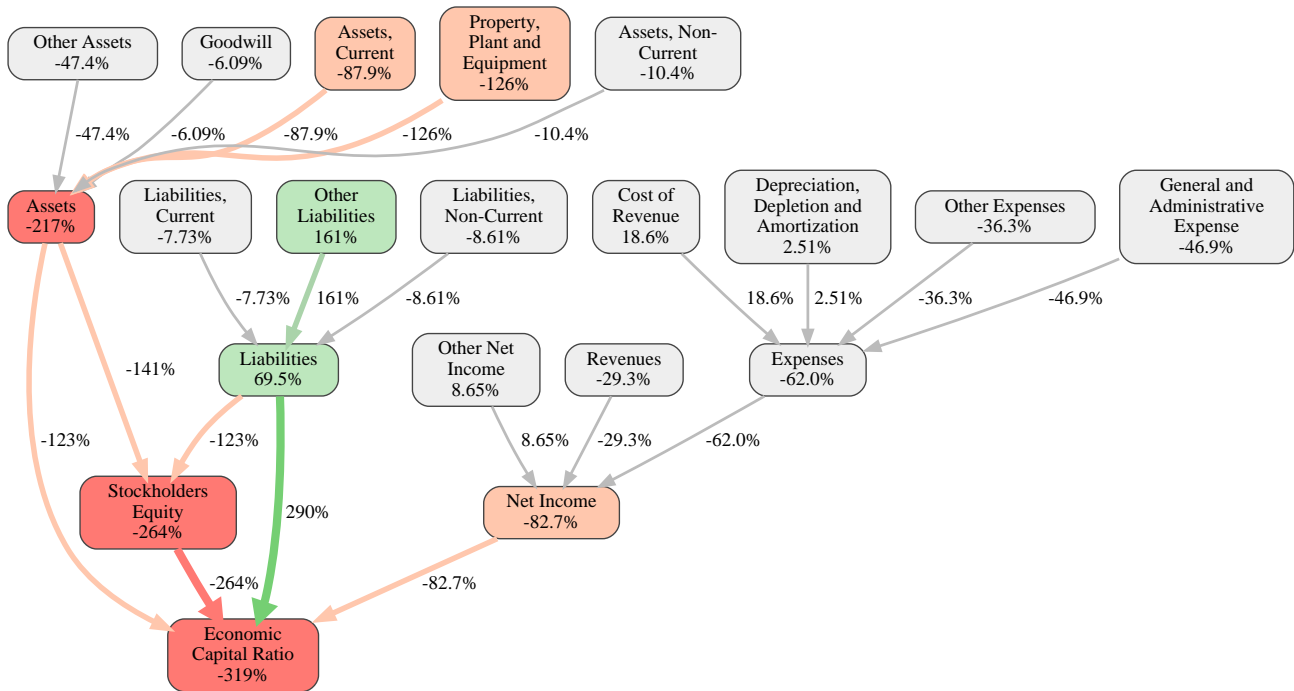 Other Assets
-47.4%
Goodwill
-6.09%
Assets,
Current
-87.9%
Property,
Plant and
Equipment
-126%
Assets, Non-
Current
-10.4%
-47.4%
-6.09%
-87.9%
-126%
-10.4%
Assets
-217%
Liabilities,
Current
-7.73%
Other
Liabilities
161%
Liabilities,
Non-Current
-8.61%
Cost of
Revenue
18.6%
Depreciation,
Depletion and
Amortization
2.51%
Other Expenses
-36.3%
General and
Administrative
Expense
-46.9%
-7.73%
161%
-8.61%
18.6%
2.51%
-36.3%
-46.9%
Liabilities
69.5%
Other Net
Income
8.65%
Revenues
-29.3%
Expenses
-62.0%
-141%
-123%
-123%
8.65%
-29.3%
-62.0%
Stockholders
Equity
-264%
290%
Net Income
-82.7%
-264%
-82.7%
Economic
Capital Ratio
-319%